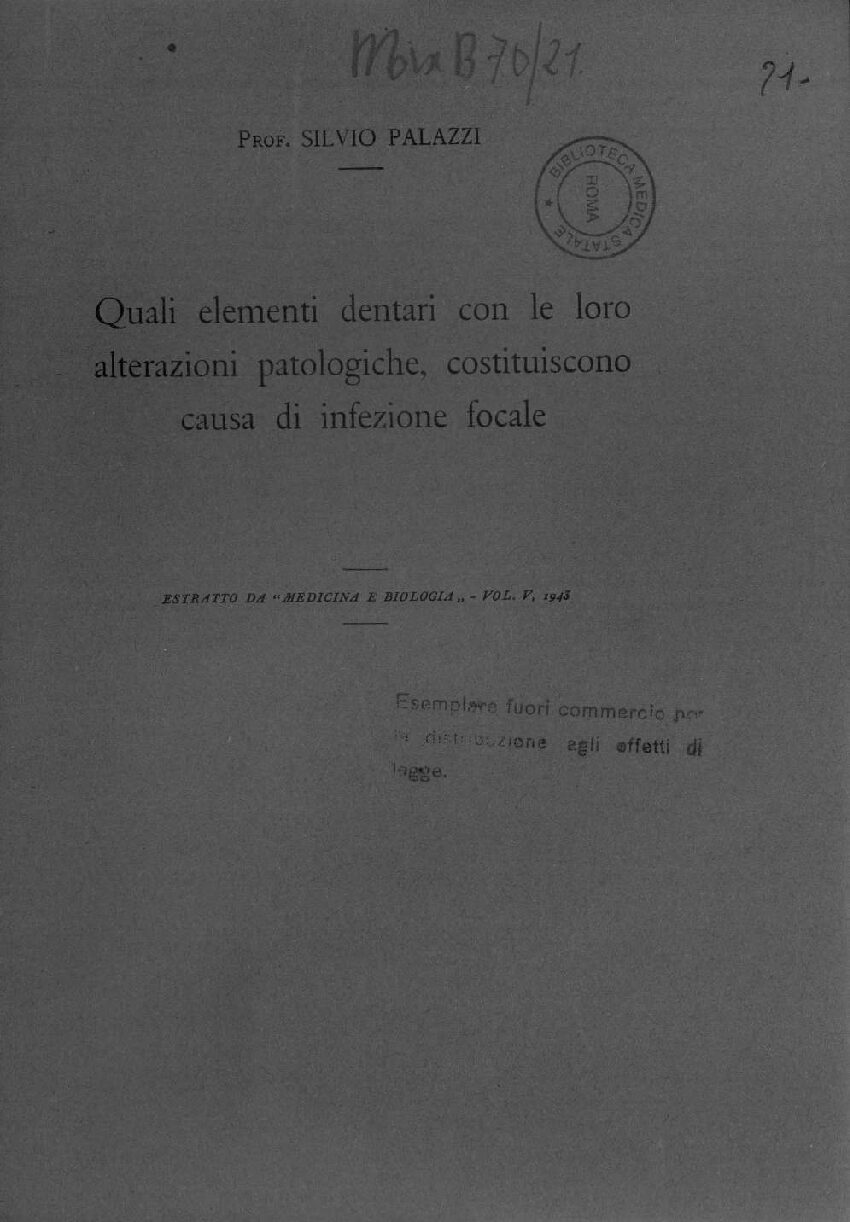 B 70/21
21-
PROF. SILVIO PALAZZI
BIBLIOTECA MEDICA STATALE
ROMA
Quali elementi dentari con le loro
alterazioni patologiche, costituiscono
causa di infezione focale
ESTRATTO DA “MEDICINA E BIOLOGIA„ - VOL. V, 1943
Esemplare fuori commercio per
la distribuzione agli effetti di
legge.